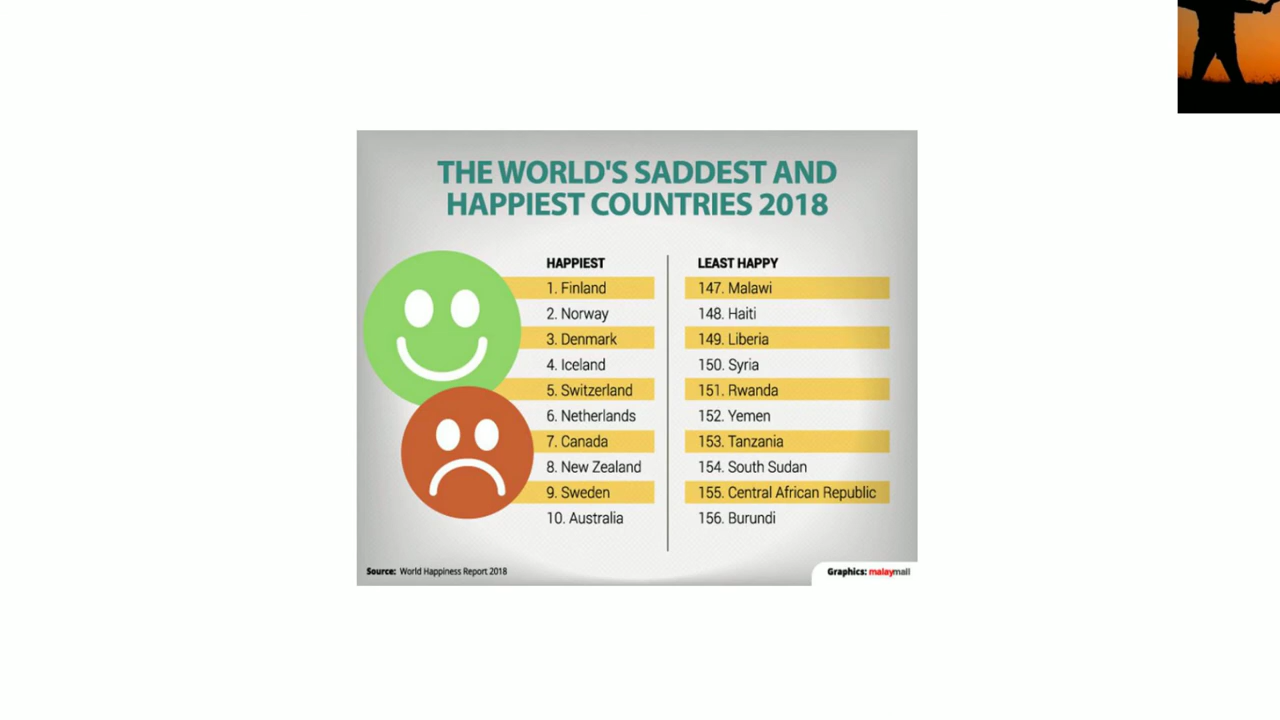 THE WORLD'S SADDEST AND
HAPPIEST COUNTRIES 2018
HAPPIEST
1. Finland
2. Norway
3. Denmark
4. Iceland
5. Switzerland
6. Netherlands
7. Canada
8. New Zealand
9. Sweden
10. Australia
LEAST HAPPY
147. Malawi
148. Haiti
149. Liberia
150. Syria
151. Rwanda
152. Yemen
153. Tanzania
154. South Sudan
155. Central African Republic
156. Burundi
Source: World Happiness Report 2018
Graphics: malaymail